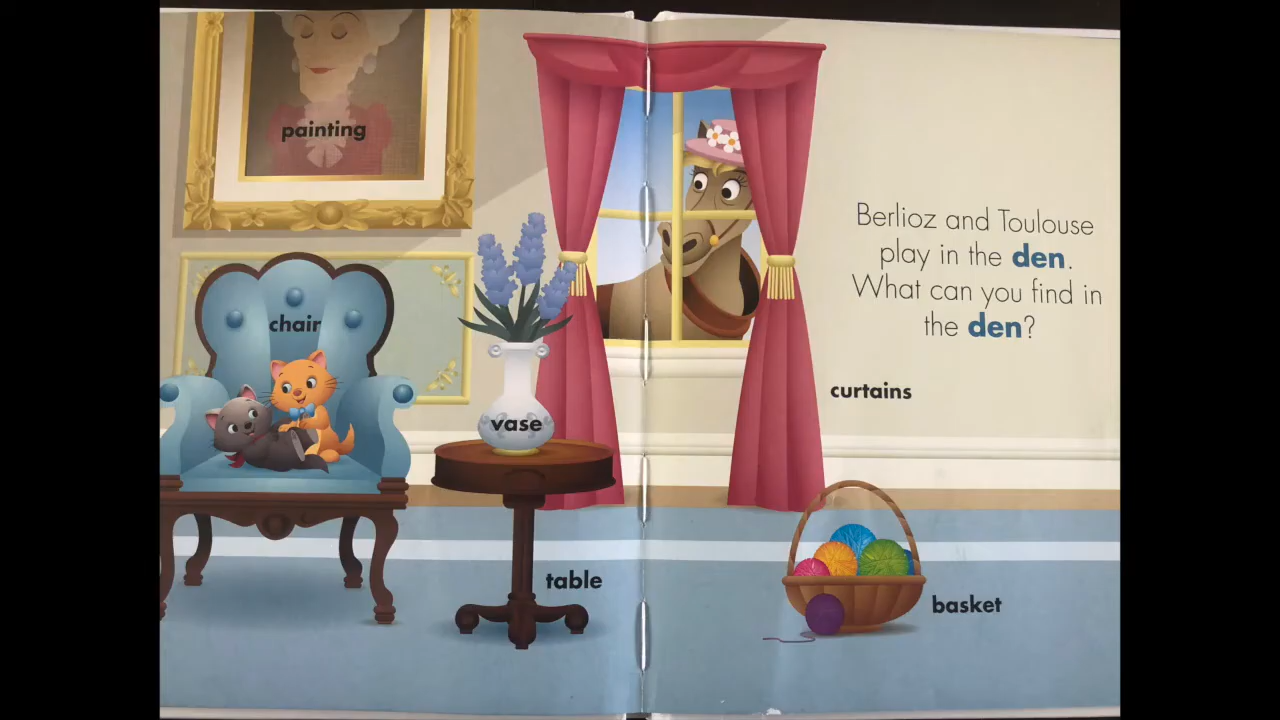 painting
chair
vase
table
Berlioz and Toulouse
play in the den.
What can you find in
the den?
curtains
basket